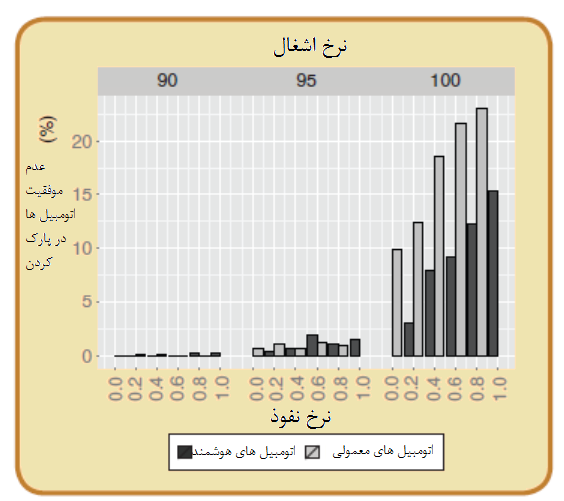 نرخ اشغال
90 95 100
(%)
عدم
موفقیت
اتومبیل ها
در پارک
کردن
20
15
10
5
0
0.0 0.2 0.4 0.6 0.8 1.0 0.0 0.2 0.4 0.6 0.8 1.0 0.0 0.2 0.4 0.6 0.8 1.0
نرخ نفوذ
اتومبیل های معمولی اتومبیل های هوشمند